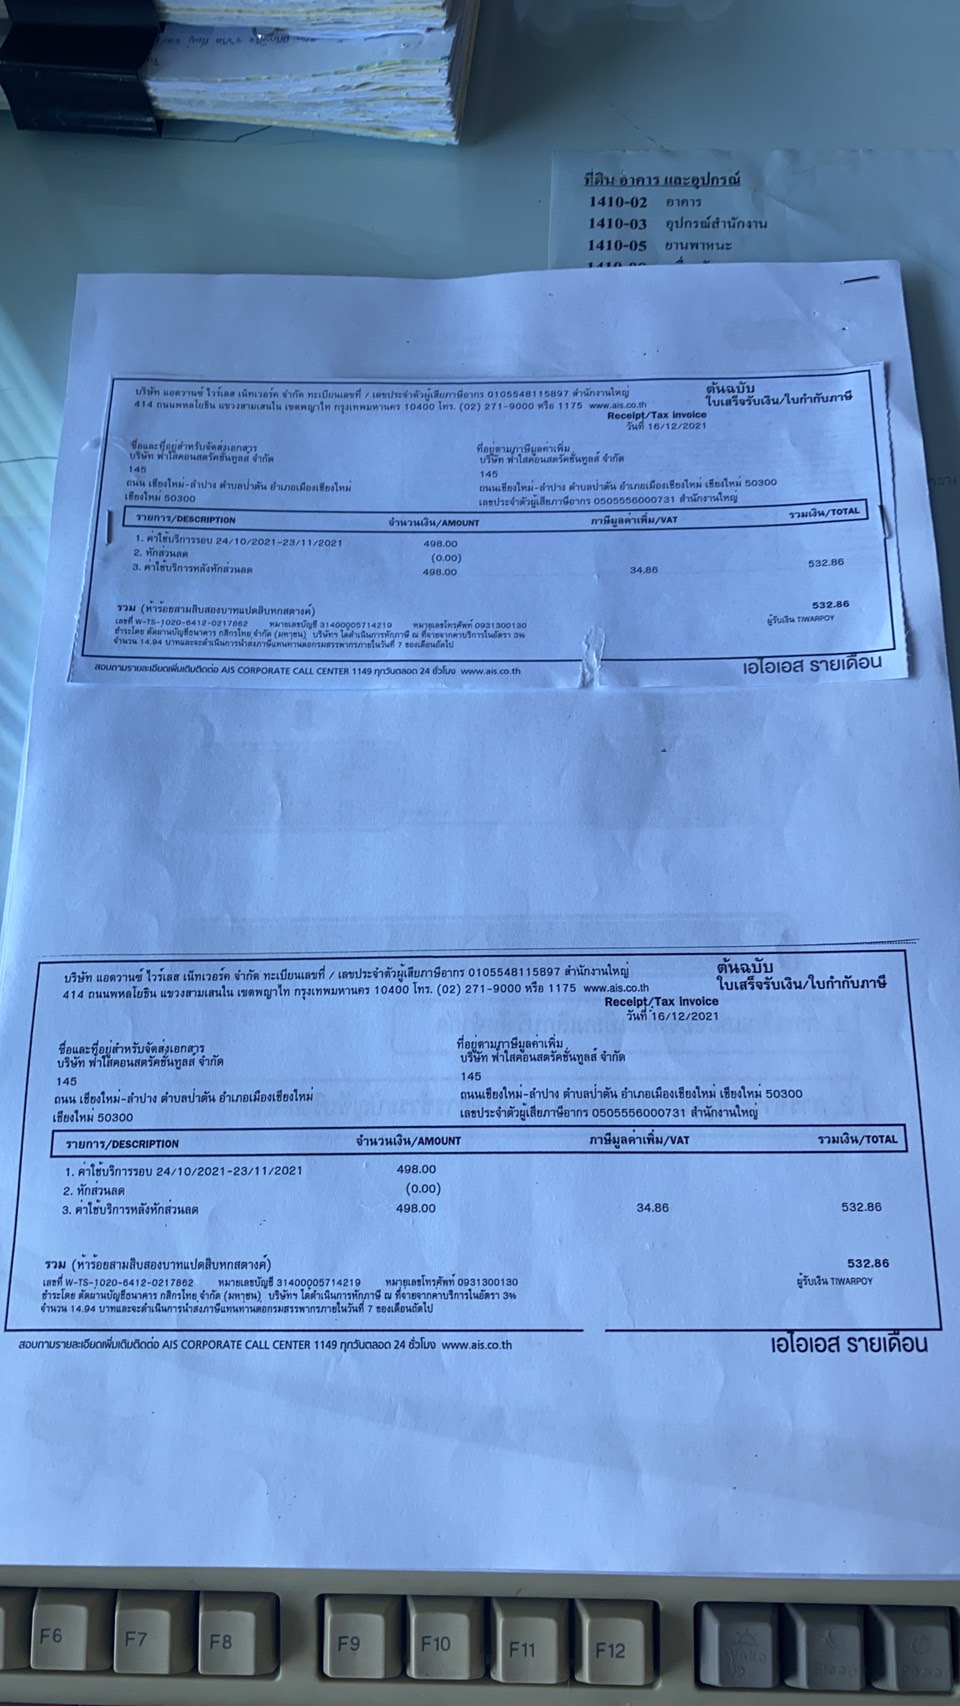 ที่ดิน อาคาร และอุปกรณ์
1410-02 อาคาร
1410-03 อุปกรณ์สำนักงาน
1410-05 ยานพาหนะ
บริษัท แอดวานซ์ ไวร์เลส เน็ทเวอร์ค จำกัด ทะเบียนเลขที่ / เลขประจำตัวผู้เสียภาษีอากร 0105548115897 สำนักงานใหญ่
414 ถนนพหลโยธิน แขวงสามเสนใน เขตพญาไท กรุงเทพมหานคร 10400 โทร. (02) 271-9000 หรือ 1175 www.ais.co.th
ต้นฉบับ
ใบเสร็จรับเงิน/ใบกำกับภาษี
Receipt/Tax invoice
วันที่ 16/12/2021
ชื่อและที่อยู่สำหรับจัดส่งเอกสาร
บริษัท ฟาใสคอนสตรัคชั่นทูลส์ จำกัด
145
ถนน เชียงใหม่-ลำปาง ตำบลป่าตัน อำเภอเมืองเชียงใหม่
เชียงใหม่ 50300
ที่อยู่ตามภาษีมูลค่าเพิ่ม
บริษัท ฟาใสคอนสตรัคชั่นทูลส์ จำกัด
145
ถนนเชียงใหม่-ลำปาง ตำบลป่าตัน อำเภอเมืองเชียงใหม่ เชียงใหม่ 50300
เลขประจำตัวผู้เสียภาษีอากร 0505556000731 สำนักงานใหญ่
รายการ/DESCRIPTION จำนวนเงิน/AMOUNT ภาษีมูลค่าเพิ่ม/VAT รวมเงิน/TOTAL
1. ค่าใช้บริการรอบ 24/10/2021-23/11/2021 498.00
2. หักส่วนลด (0.00)
3. ค่าใช้บริการหลังหักส่วนลด 498.00 34.86 532.86
รวม (ห้าร้อยสามสิบสองบาทแปดสิบหกสตางค์) 532.86
เลขที่ W-TS-1020-6412-0217862 หมายเลขบัญชี 31400005714219 หมายเลขโทรศัพท์ 0931300130 ผู้รับเงิน TIWARPOY
ชำระโดย ตัดผ่านบัญชีธนาคาร กสิกรไทย จำกัด (มหาชน) บริษัทฯ ได้ดำเนินการหักภาษี ณ ที่จ่ายจากค่าบริการในอัตรา 3%
จำนวน 14.94 บาทและจะดำเนินการนำส่งภาษีแทนท่านต่อกรมสรรพากรภายในวันที่ 7 ของเดือนถัดไป
สอบถามรายละเอียดเพิ่มเติมติดต่อ AIS CORPORATE CALL CENTER 1149 ทุกวันตลอด 24 ชั่วโมง www.ais.co.th
เอไอเอส รายเดือน
บริษัท แอดวานซ์ ไวร์เลส เน็ทเวอร์ค จำกัด ทะเบียนเลขที่ / เลขประจำตัวผู้เสียภาษีอากร 0105548115897 สำนักงานใหญ่
414 ถนนพหลโยธิน แขวงสามเสนใน เขตพญาไท กรุงเทพมหานคร 10400 โทร. (02) 271-9000 หรือ 1175 www.ais.co.th
ต้นฉบับ
ใบเสร็จรับเงิน/ใบกำกับภาษี
Receipt/Tax invoice
วันที่ 16/12/2021
ชื่อและที่อยู่สำหรับจัดส่งเอกสาร
บริษัท ฟาใสคอนสตรัคชั่นทูลส์ จำกัด
145
ถนน เชียงใหม่-ลำปาง ตำบลป่าตัน อำเภอเมืองเชียงใหม่
เชียงใหม่ 50300
ที่อยู่ตามภาษีมูลค่าเพิ่ม
บริษัท ฟาใสคอนสตรัคชั่นทูลส์ จำกัด
145
ถนนเชียงใหม่-ลำปาง ตำบลป่าตัน อำเภอเมืองเชียงใหม่ เชียงใหม่ 50300
เลขประจำตัวผู้เสียภาษีอากร 0505556000731 สำนักงานใหญ่
รายการ/DESCRIPTION จำนวนเงิน/AMOUNT ภาษีมูลค่าเพิ่ม/VAT รวมเงิน/TOTAL
1. ค่าใช้บริการรอบ 24/10/2021-23/11/2021 498.00
2. หักส่วนลด (0.00)
3. ค่าใช้บริการหลังหักส่วนลด 498.00 34.86 532.86
รวม (ห้าร้อยสามสิบสองบาทแปดสิบหกสตางค์) 532.86
เลขที่ W-TS-1020-6412-0217862 หมายเลขบัญชี 31400005714219 หมายเลขโทรศัพท์ 0931300130 ผู้รับเงิน TIWARPOY
ชำระโดย ตัดผ่านบัญชีธนาคาร กสิกรไทย จำกัด (มหาชน) บริษัทฯ ได้ดำเนินการหักภาษี ณ ที่จ่ายจากค่าบริการในอัตรา 3%
จำนวน 14.94 บาทและจะดำเนินการนำส่งภาษีแทนท่านต่อกรมสรรพากรภายในวันที่ 7 ของเดือนถัดไป
สอบถามรายละเอียดเพิ่มเติมติดต่อ AIS CORPORATE CALL CENTER 1149 ทุกวันตลอด 24 ชั่วโมง www.ais.co.th
เอไอเอส รายเดือน
F6 F7 F8 F9 F10 F11 F12